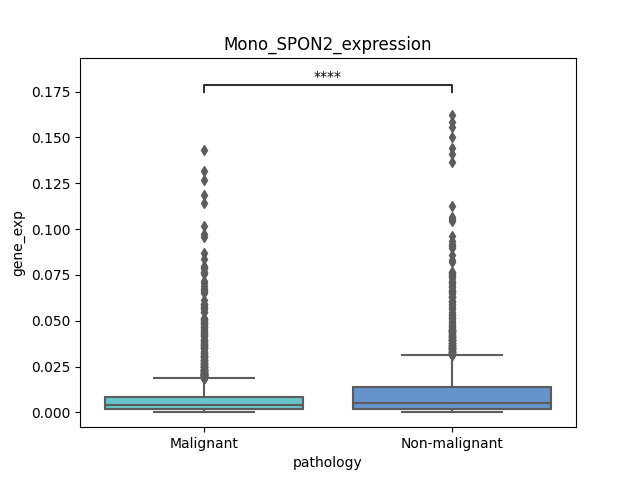 Mono_SPON2_expression
****
0.175
0.150
0.125
0.100
0.075
0.050
0.025
0.000
gene_exp
Malignant
Non-malignant
pathology